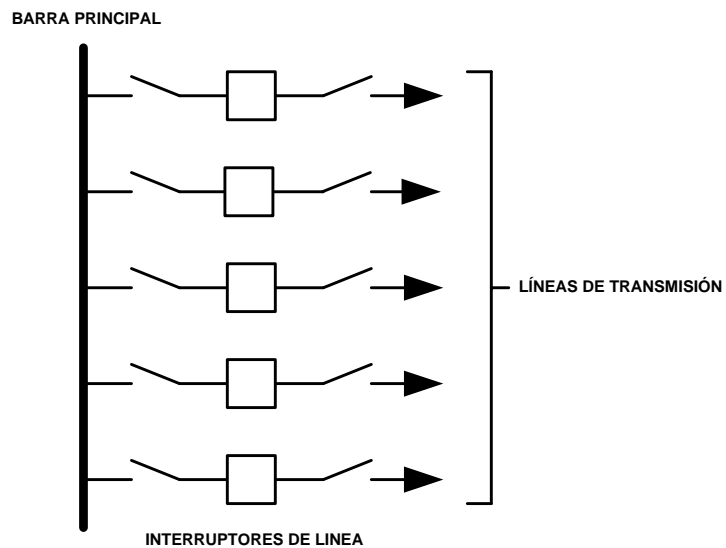 BARRA PRINCIPAL
LÍNEAS DE TRANSMISIÓN
INTERRUPTORES DE LINEA